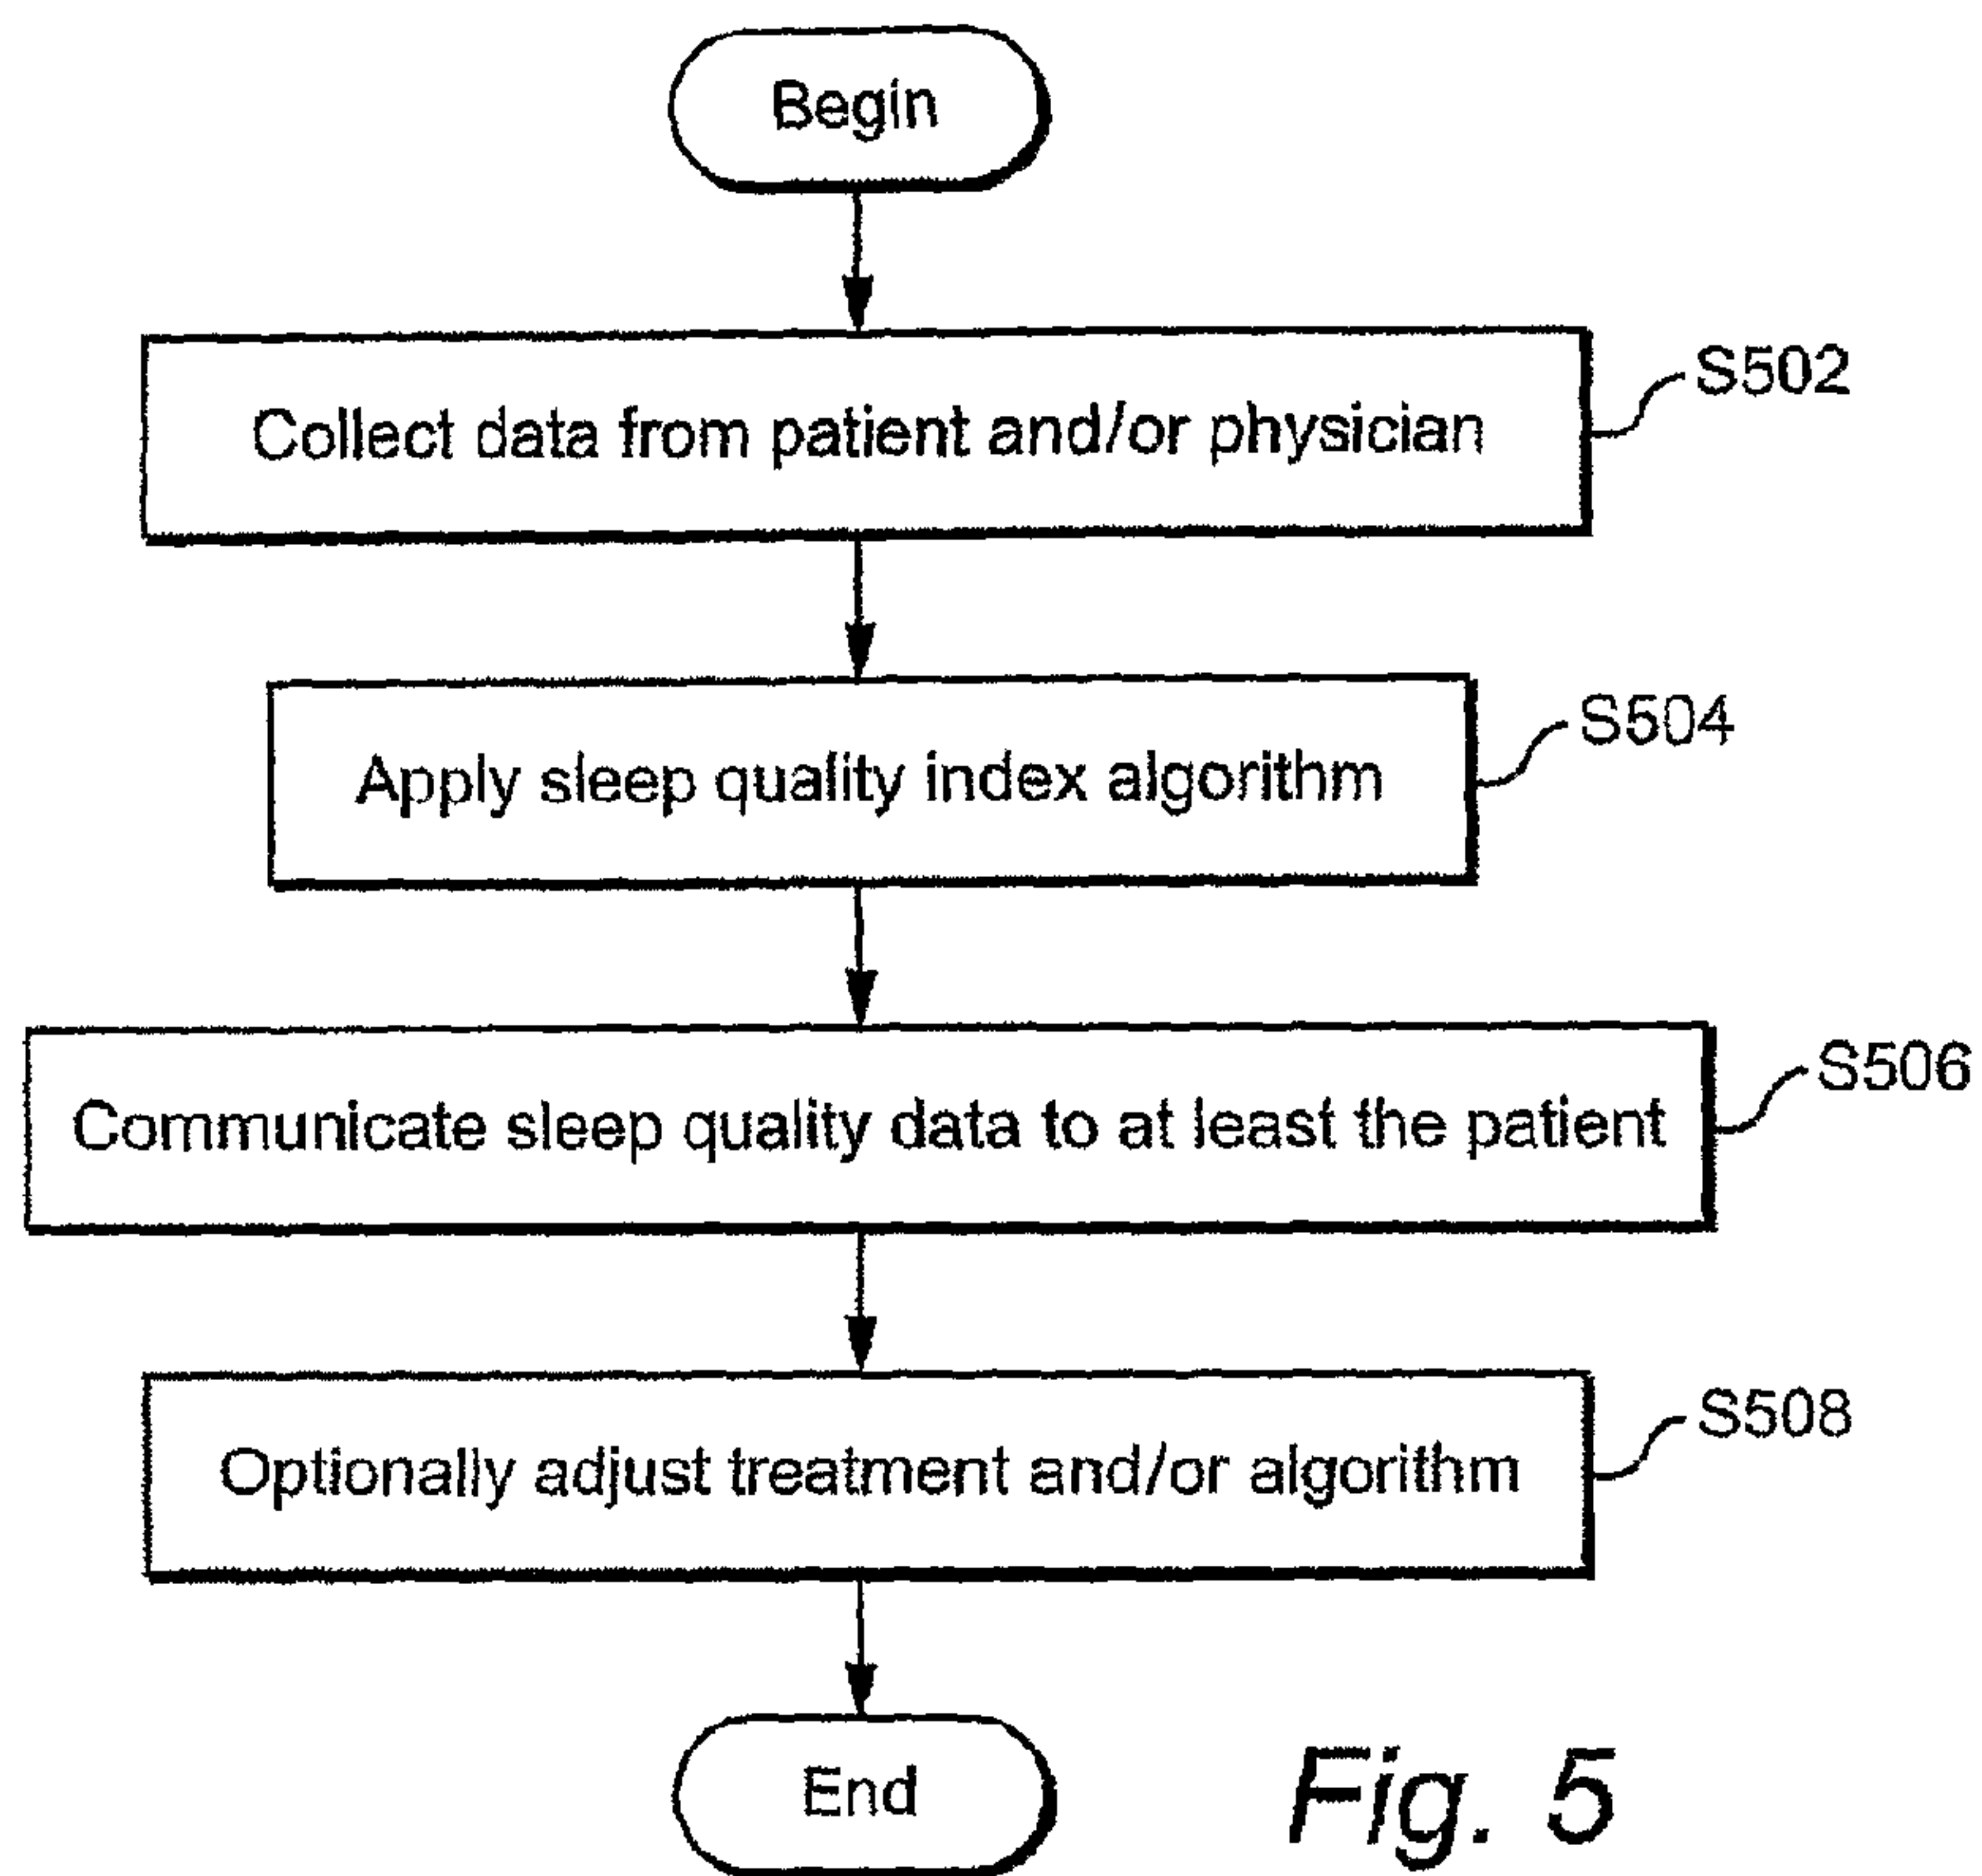 Begin
Collect data from patient and/or physician
S502
Apply sleep quality index algorithm
S504
Communicate sleep quality data to at least the patient
S506
Optionally adjust treatment and/or algorithm
S508
End
Fig. 5